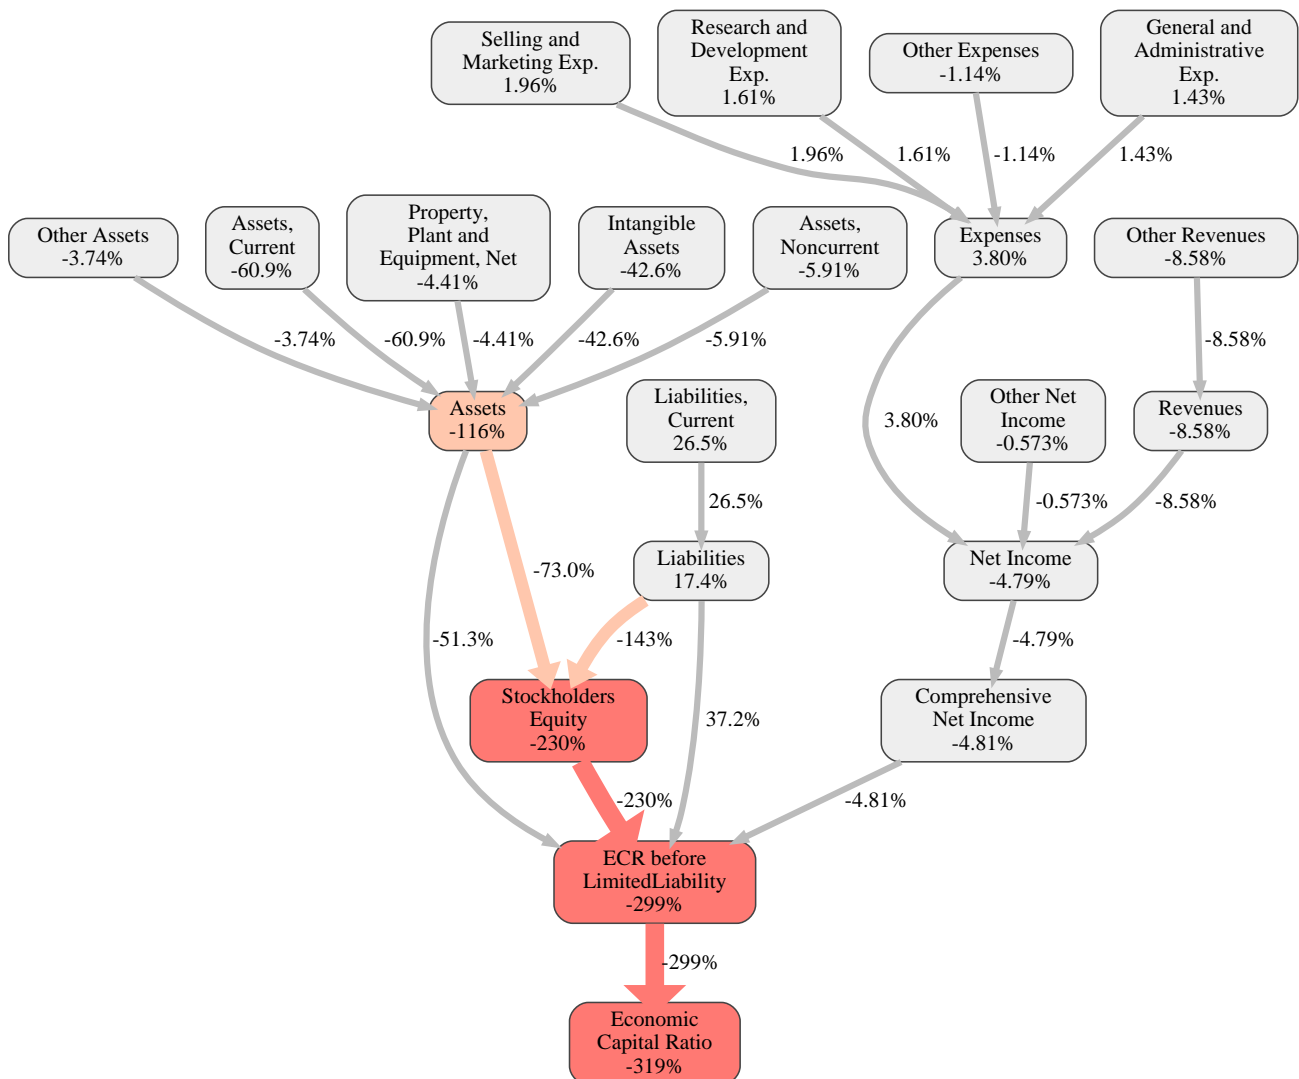 Selling and
Marketing Exp.
1.96%
Research and
Development
Exp.
1.61%
Other Expenses
-1.14%
General and
Administrative
Exp.
1.43%
1.96%
1.61%
-1.14%
1.43%
Other Assets
-3.74%
Assets,
Current
-60.9%
Property,
Plant and
Equipment, Net
-4.41%
Intangible
Assets
-42.6%
Assets,
Noncurrent
-5.91%
Expenses
3.80%
Other Revenues
-8.58%
-3.74%
-60.9%
-4.41%
-42.6%
-5.91%
-8.58%
Assets
-116%
Liabilities,
Current
26.5%
3.80%
Other Net
Income
-0.573%
Revenues
-8.58%
26.5%
-0.573%
-8.58%
-73.0%
Liabilities
17.4%
Net Income
-4.79%
-51.3%
-143%
-4.79%
Stockholders
Equity
-230%
37.2%
Comprehensive
Net Income
-4.81%
-230%
-4.81%
ECR before
LimitedLiability
-299%
-299%
Economic
Capital Ratio
-319%